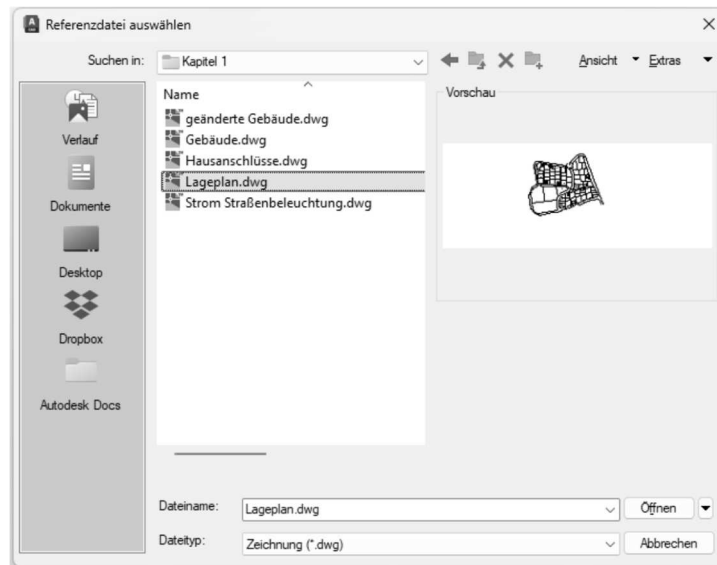 Referenzdatei auswählen
Suchen in:
Kapitel 1
Ansicht
Extras
Verlauf
Dokumente
Desktop
Dropbox
Autodesk Docs
Name
geänderte Gebäude.dwg
Gebäude.dwg
Hausanschlüsse.dwg
Lageplan.dwg
Strom Straßenbeleuchtung.dwg
Vorschau
Dateiname:
Lageplan.dwg
Öffnen
Dateityp:
Zeichnung (*.dwg)
Abbrechen